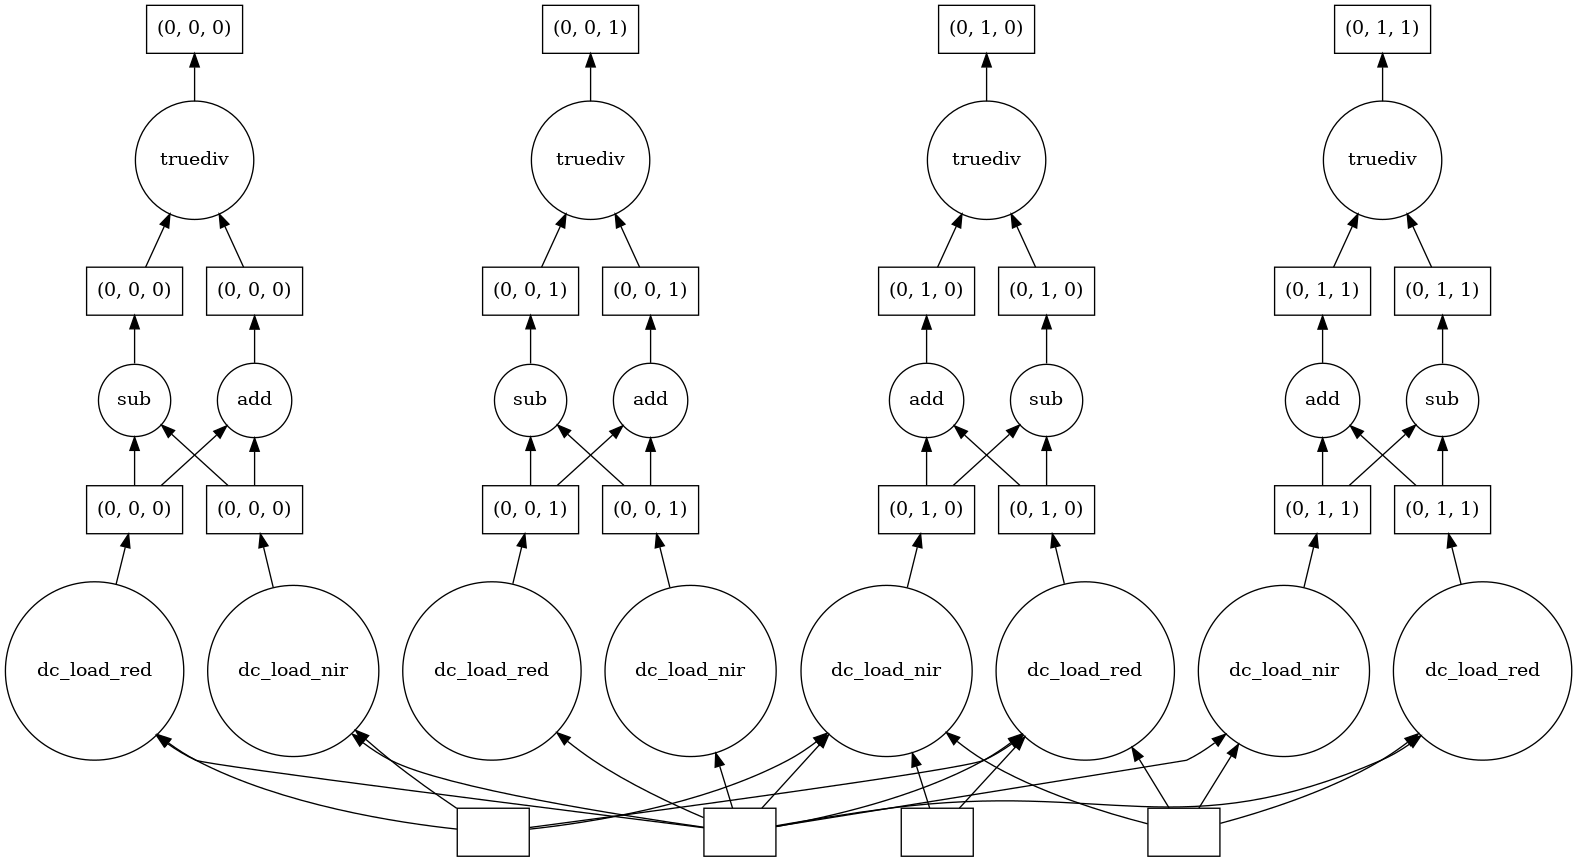 (0, 0, 0) (0, 0, 1) (0, 1, 0) (0, 1, 1)
truediv truediv truediv truediv
(0, 0, 0) (0, 0, 0) (0, 0, 1) (0, 0, 1) (0, 1, 0) (0, 1, 0) (0, 1, 1) (0, 1, 1)
sub add sub add add sub add sub
(0, 0, 0) (0, 0, 0) (0, 0, 1) (0, 0, 1) (0, 1, 0) (0, 1, 0) (0, 1, 1) (0, 1, 1)
dc_load_red dc_load_nir dc_load_red dc_load_nir dc_load_nir dc_load_red dc_load_nir dc_load_red